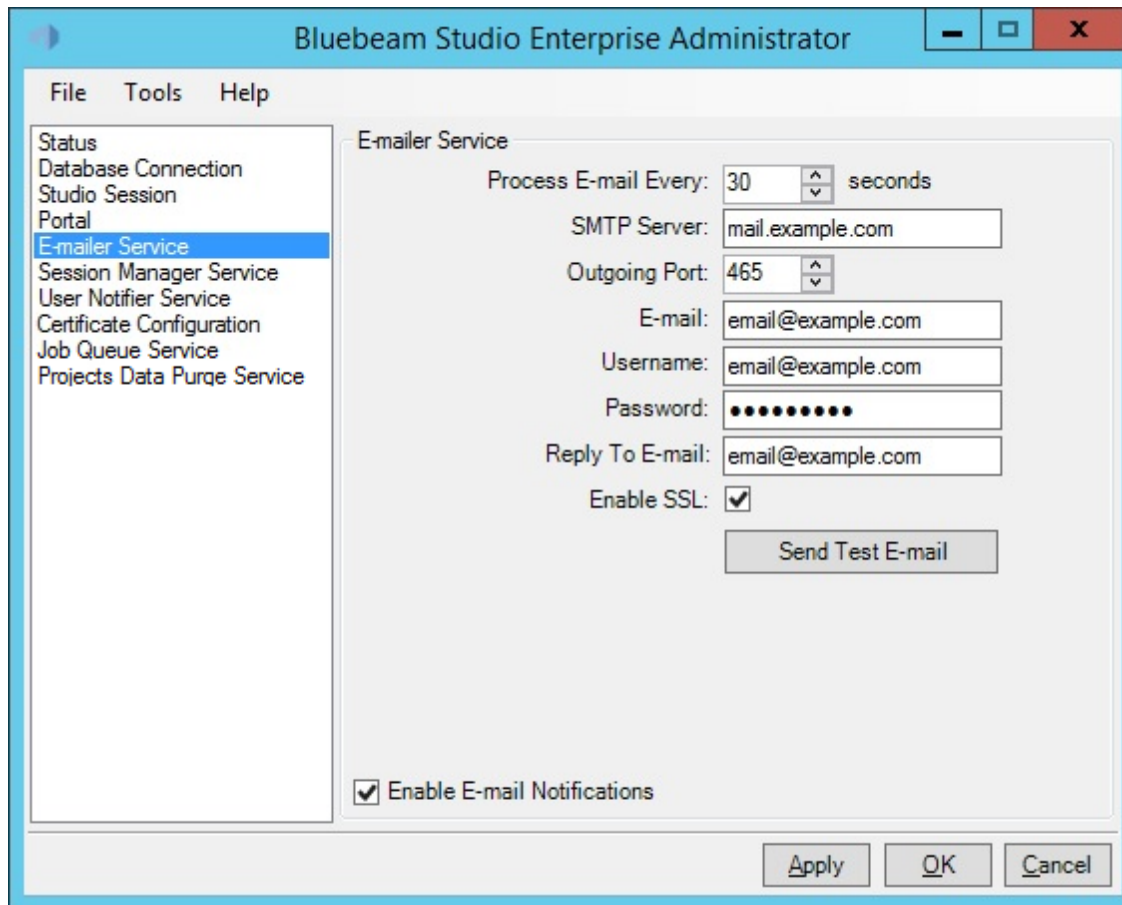 Bluebeam Studio Enterprise Administrator
File Tools Help
Status
Database Connection
Studio Session
Portal
E-mailer Service
Session Manager Service
User Notifier Service
Certificate Configuration
Job Queue Service
Projects Data Purge Service
E-mailer Service
Process E-mail Every: 30 seconds
SMTP Server: mail.example.com
Outgoing Port: 465
E-mail: email@example.com
Username: email@example.com
Password: ●●●●●●●●●
Reply To E-mail: email@example.com
Enable SSL:
Send Test E-mail
Enable E-mail Notifications
Apply OK Cancel